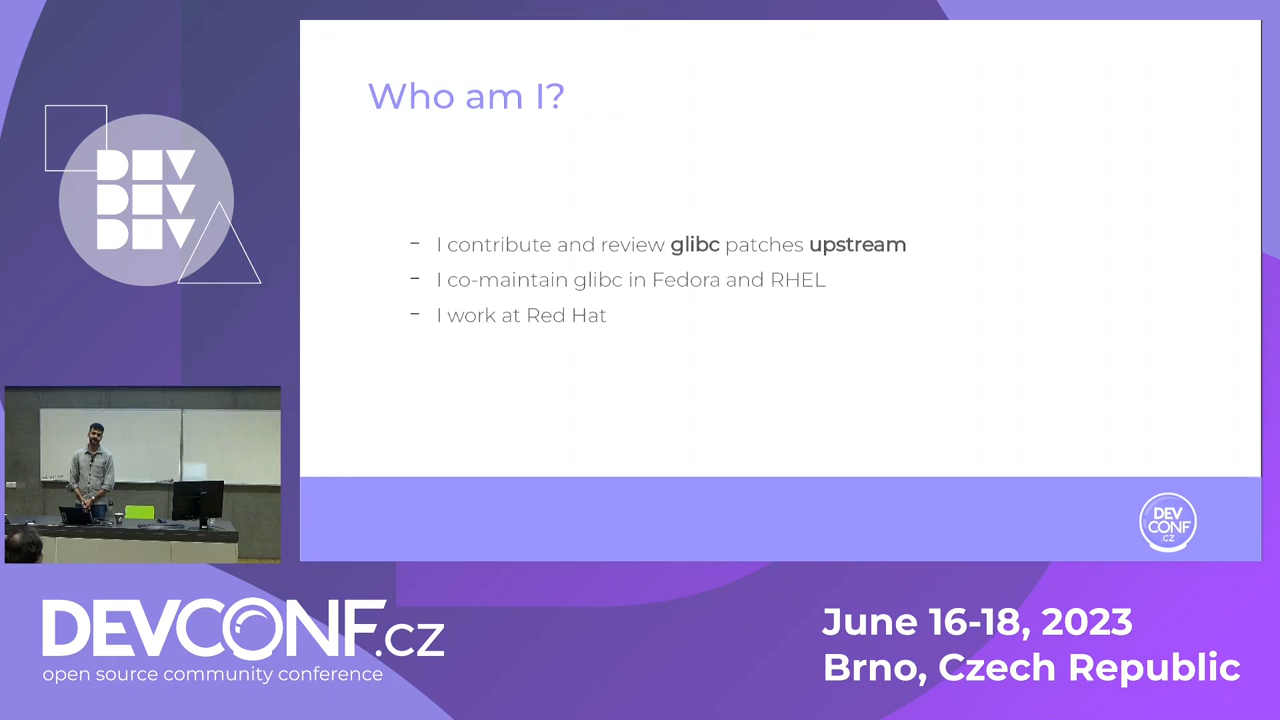 Who am I?
- I contribute and review glibc patches upstream
- I co-maintain glibc in Fedora and RHEL
- I work at Red Hat
DEV
DEV
DEV
DEV
CONF
.CZ
DEVCONF.cz
open source community conference
June 16-18, 2023
Brno, Czech Republic